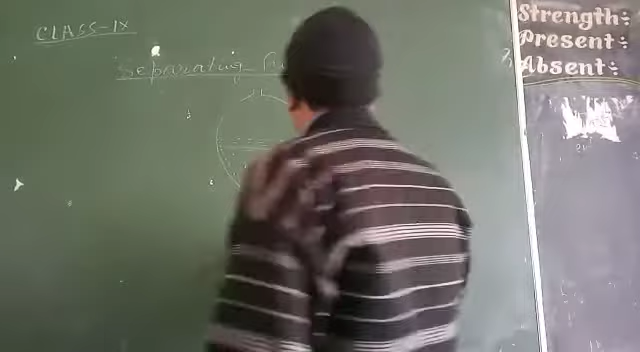 CLASS-IX
Separating
Strength:
Present:
Absent: